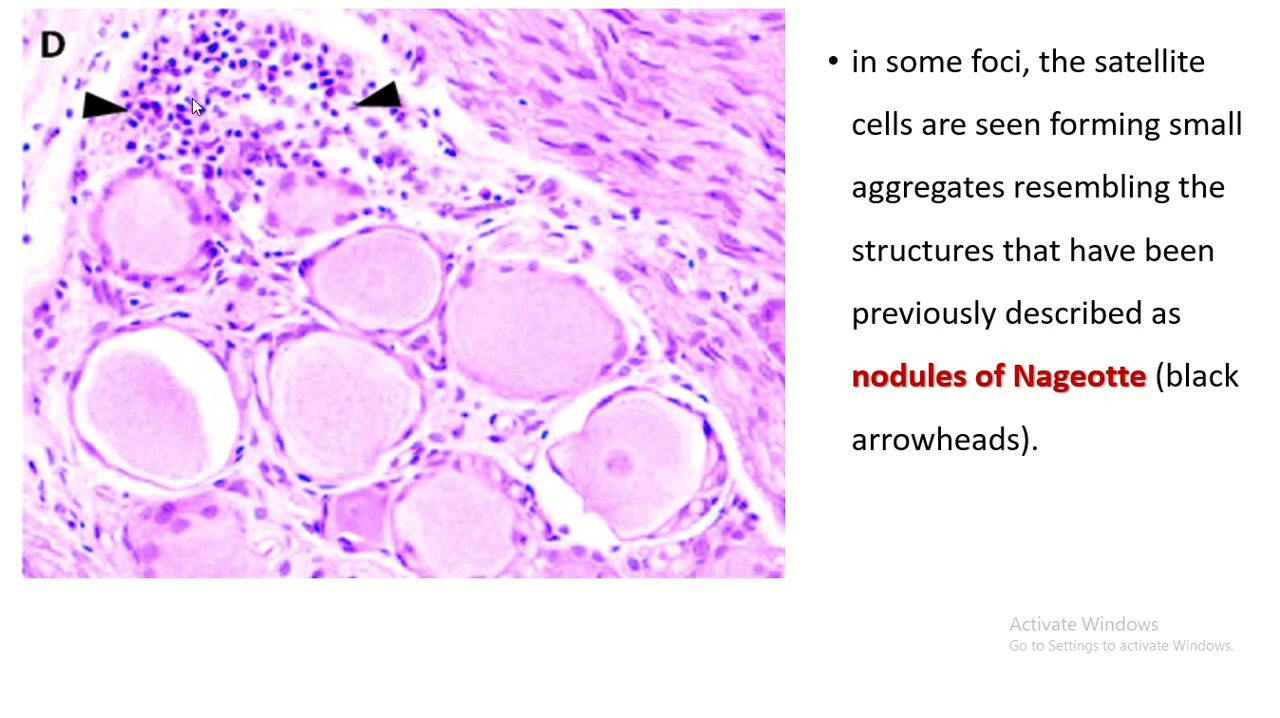 D
• in some foci, the satellite
cells are seen forming small
aggregates resembling the
structures that have been
previously described as
nodules of Nageotte (black
arrowheads).
Activate Windows
Go to Settings to activate Windows.